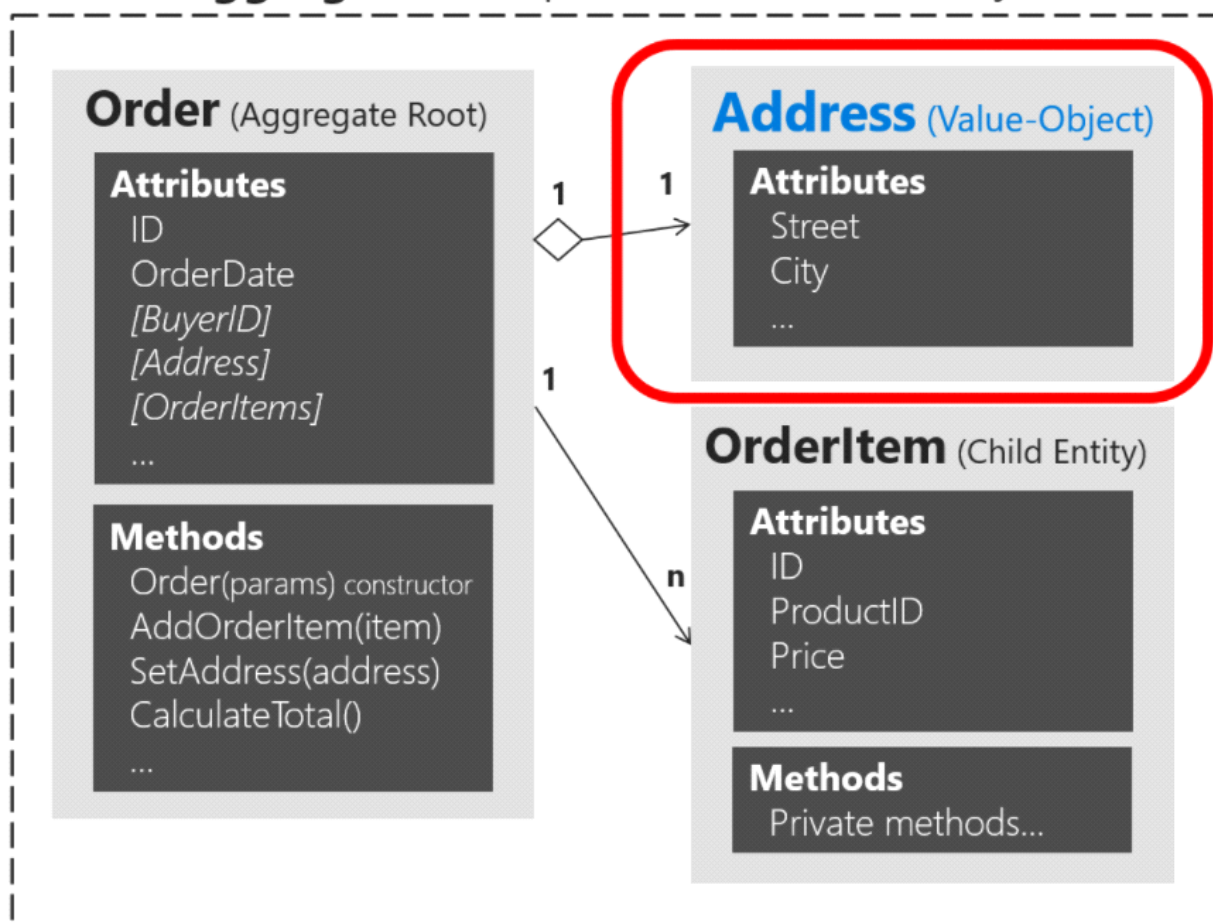 Order (Aggregate Root)
Attributes
ID
OrderDate
[BuyerID]
[Address]
[OrderItems]
...
Methods
Order(params) constructor
AddOrderItem(item)
SetAddress(address)
CalculateTotal()
...
1
1
Address (Value-Object)
Attributes
Street
City
...
1
n
OrderItem (Child Entity)
Attributes
ID
ProductID
Price
...
Methods
Private methods...